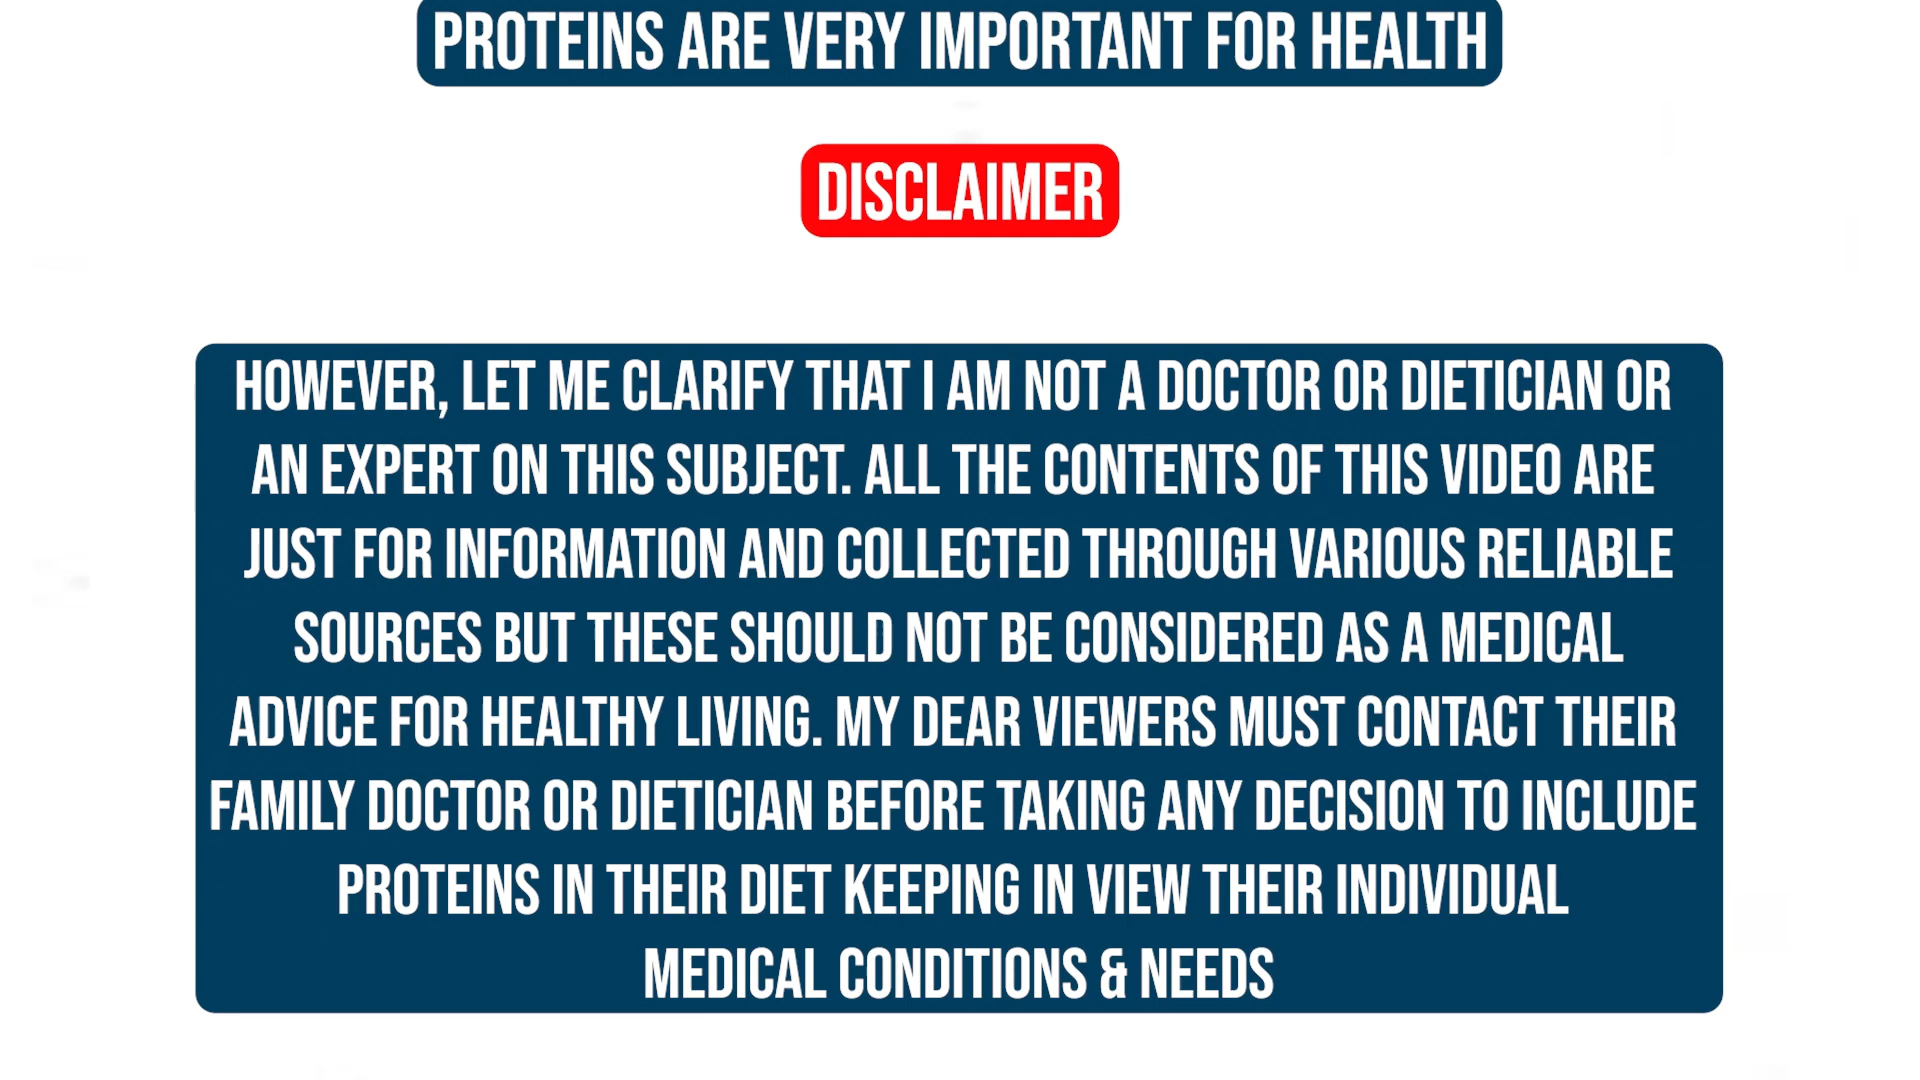 PROTEINS ARE VERY IMPORTANT FOR HEALTH
DISCLAIMER
HOWEVER, LET ME CLARIFY THAT I AM NOT A DOCTOR OR DIETICIAN OR
AN EXPERT ON THIS SUBJECT. ALL THE CONTENTS OF THIS VIDEO ARE
JUST FOR INFORMATION AND COLLECTED THROUGH VARIOUS RELIABLE
SOURCES BUT THESE SHOULD NOT BE CONSIDERED AS A MEDICAL
ADVICE FOR HEALTHY LIVING. MY DEAR VIEWERS MUST CONTACT THEIR
FAMILY DOCTOR OR DIETICIAN BEFORE TAKING ANY DECISION TO INCLUDE
PROTEINS IN THEIR DIET KEEPING IN VIEW THEIR INDIVIDUAL
MEDICAL CONDITIONS & NEEDS